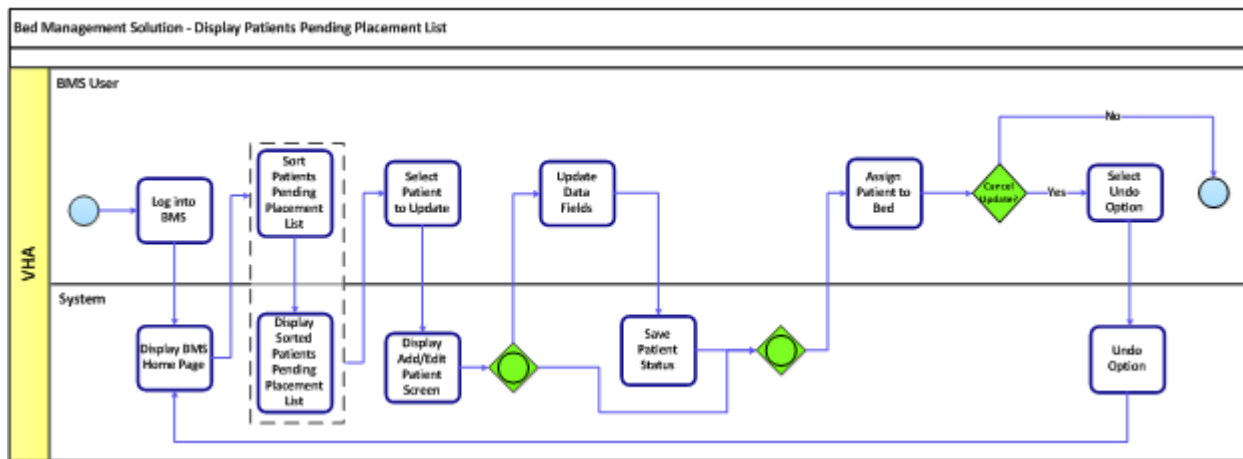 Bed Management Solution - Display Patients Pending Placement List
VHA
BMS User
Log into
BMS
Sort
Patients
Pending
Placement
List
Select
Patient
to Update
Update
Data
Fields
Assign
Patient to
Bed
Cancel
Update?
No
Yes
Select
Undo
Option
System
Display BMS
Home Page
Display
Sorted
Patients
Pending
Placement
List
Display
Add/Edit
Patient
Screen
Save
Patient
Status
Undo
Option